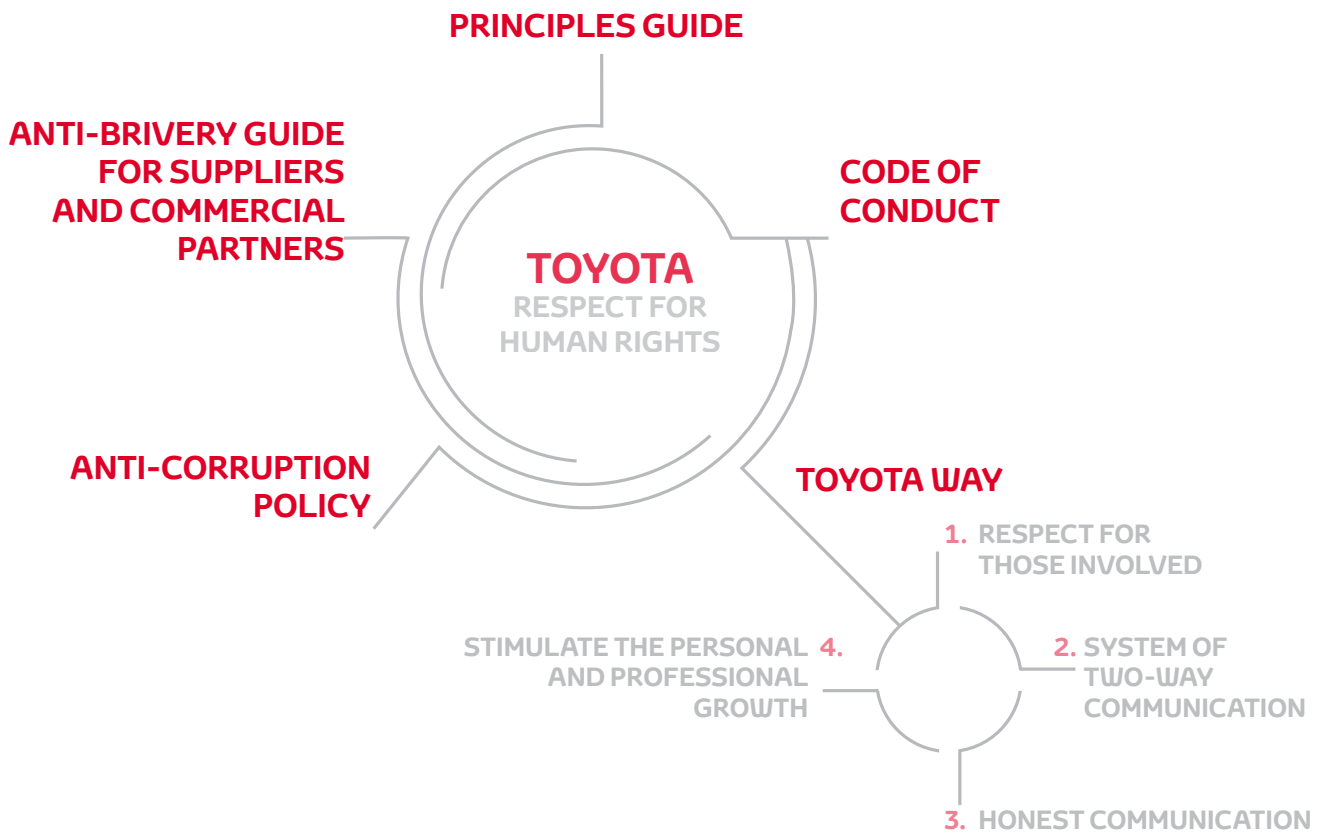 PRINCIPLES GUIDE
ANTI-BRIVERY GUIDE
FOR SUPPLIERS
AND COMMERCIAL
PARTNERS
CODE OF
CONDUCT
TOYOTA
RESPECT FOR
HUMAN RIGHTS
ANTI-CORRUPTION
POLICY
TOYOTA WAY
1. RESPECT FOR
THOSE INVOLVED
2. SYSTEM OF
TWO-WAY
COMMUNICATION
3. HONEST COMMUNICATION
STIMULATE THE PERSONAL 4.
AND PROFESSIONAL
GROWTH